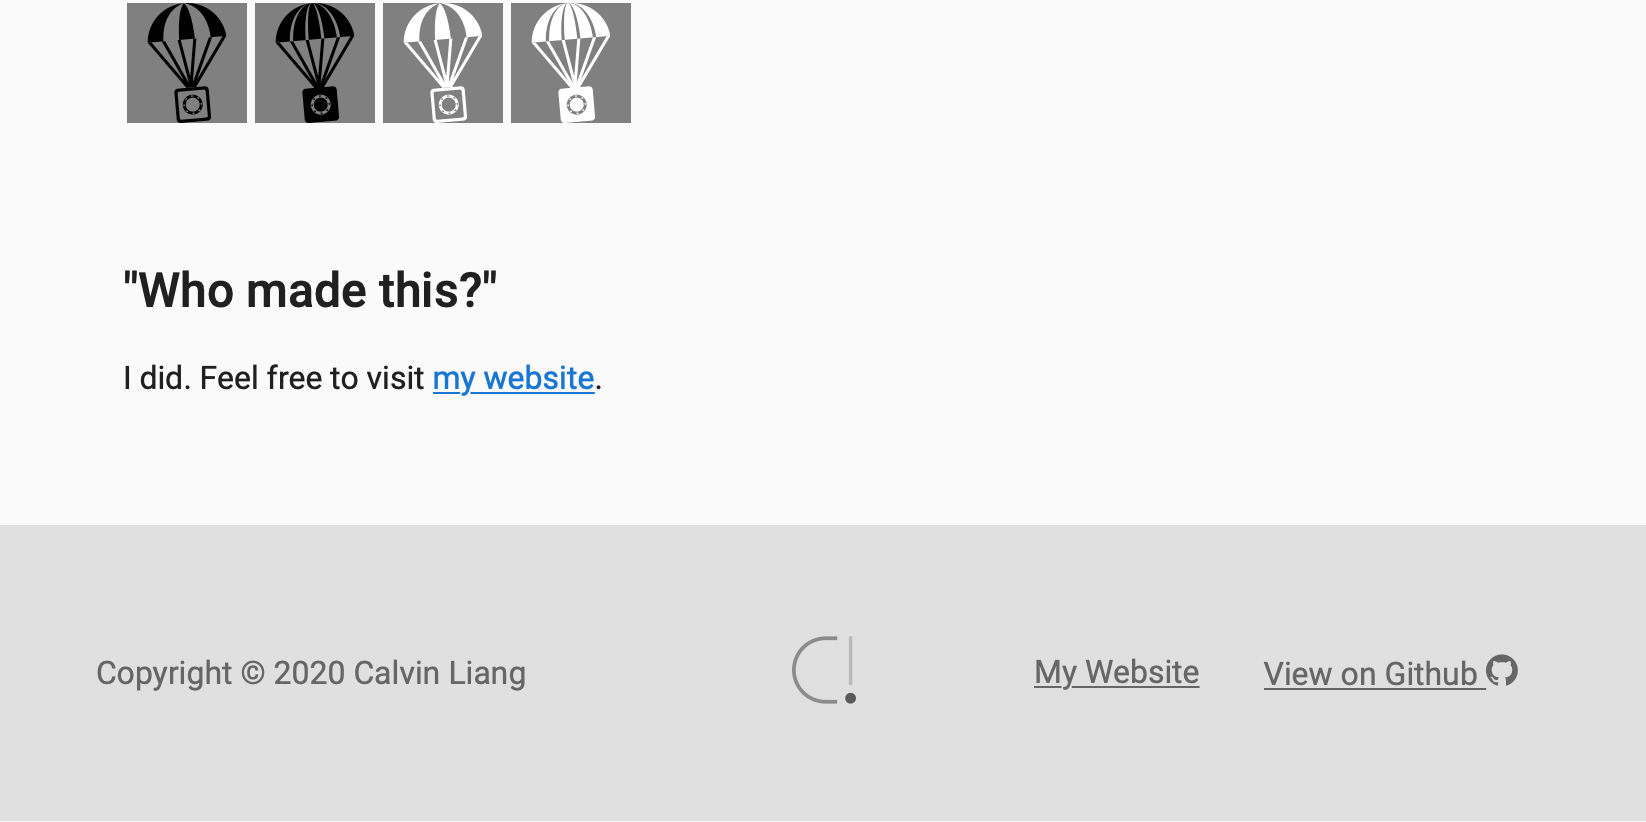 "Who made this?"
I did. Feel free to visit my website.
Copyright © 2020 Calvin Liang
C!
My Website
View on Github